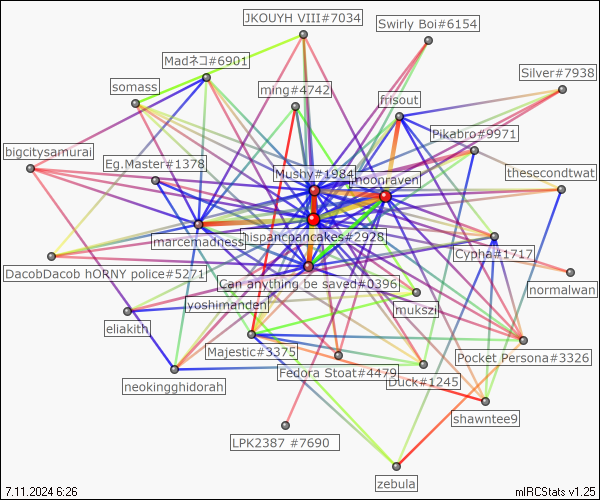 JKOUYH VIII#7034
Swirly Boi#6154
Madネコ#6901
Silver#7938
somass
ming#4742
frisout
Pikabro#9971
bigcitysamurai
Eg.Master#1378
Mushy#1984
noonraven
thesecondtwat
marcemadness
hispancpancakes#2928
Cypha#1717
DacobDacob hORNY police#5271
Can anything be saved#0396
normalwan
yoshimanden
mukszii
eliakith
Majestic#3375
Pocket Persona#3326
Fedora Stoat#4479
Duck#1245
neokingghidorah
shawntee9
LPK2387 #7690
zebula
7.11.2024 6:26
mIRCStats v1.25